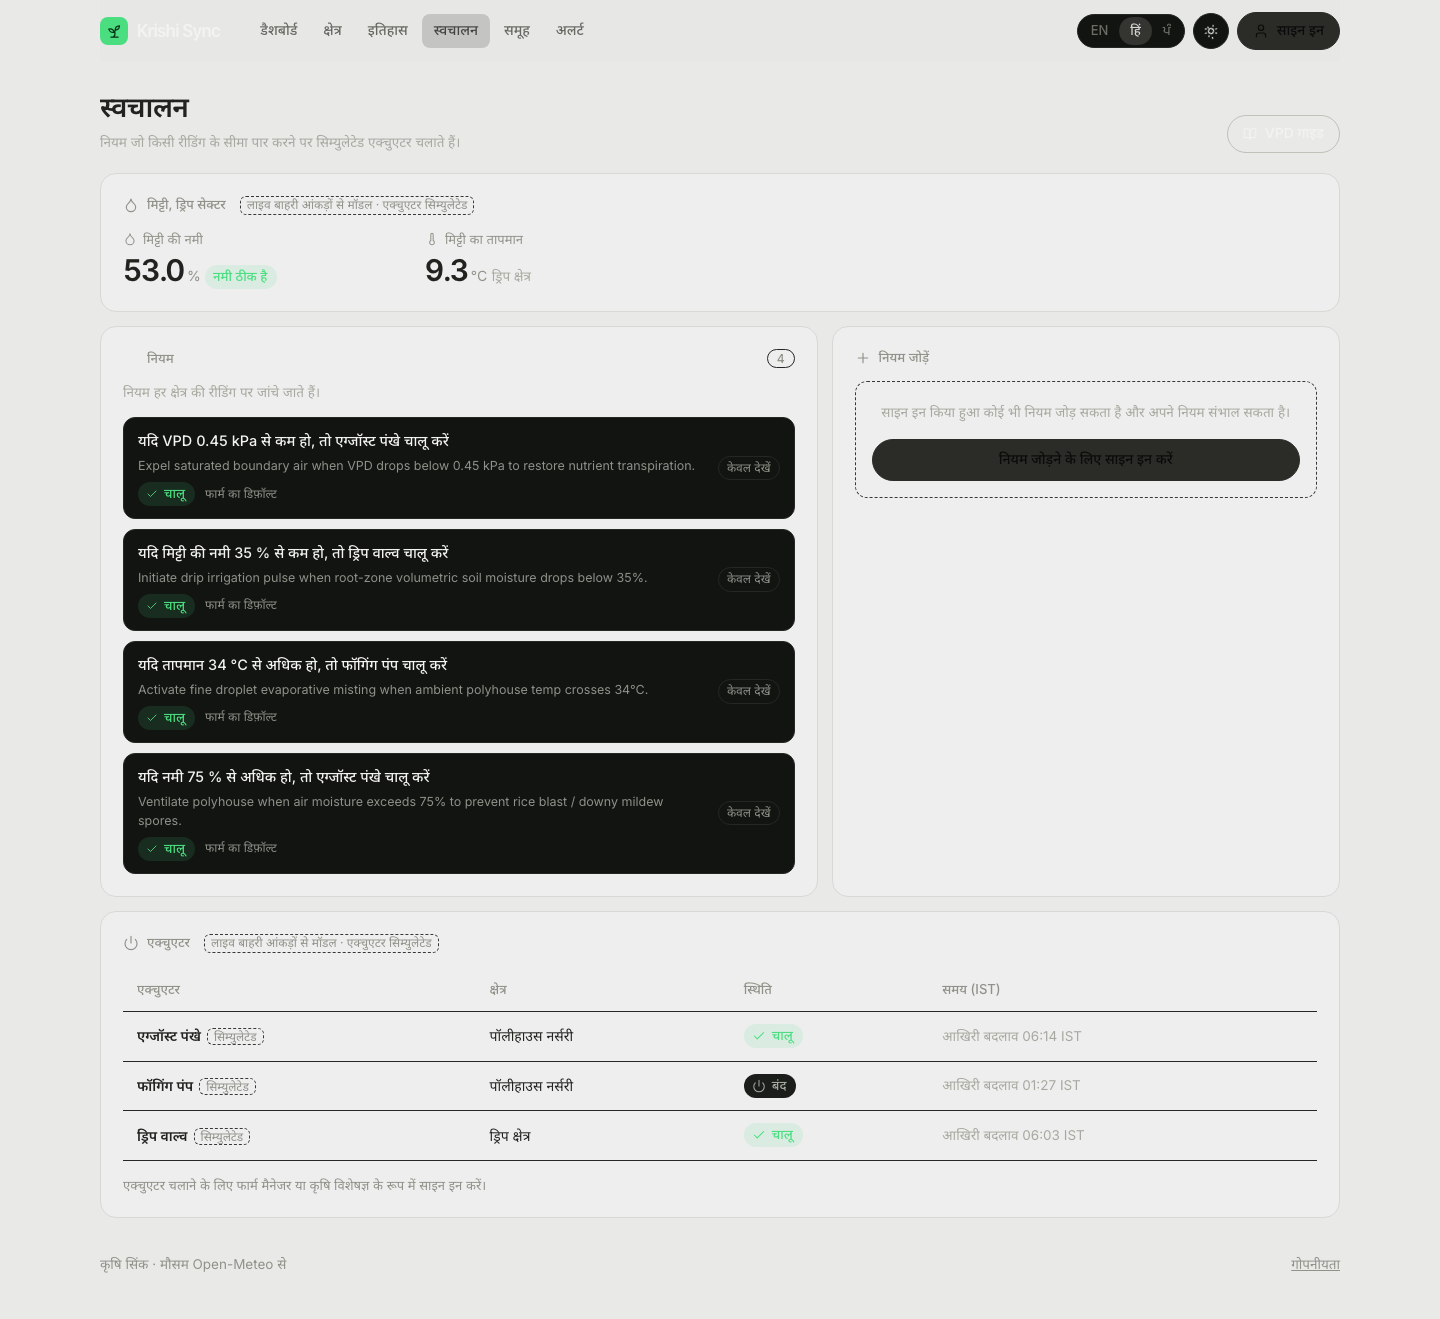 Krishi Sync
डैशबोर्ड
क्षेत्र
इतिहास
स्वचालन
समूह
अलर्ट
EN
हिं
पੰ
साइन इन
स्वचालन
नियम जो किसी रीडिंग के सीमा पार करने पर सिम्युलेटेड एक्चुएटर चलाते हैं।
VPD गाइड
मिट्टी, ड्रिप सेक्टर
लाइव बाहरी आंकड़ों से मॉडल · एक्चुएटर सिम्युलेटेड
मिट्टी की नमी
53.0 % नमी ठीक है
मिट्टी का तापमान
9.3 °C ड्रिप क्षेत्र
नियम
4
नियम हर क्षेत्र की रीडिंग पर जांचे जाते हैं।
यदि VPD 0.45 kPa से कम हो, तो एग्जॉस्ट पंखे चालू करें
Expel saturated boundary air when VPD drops below 0.45 kPa to restore nutrient transpiration.
चालू
फार्म का डिफ़ॉल्ट
केवल देखें
यदि मिट्टी की नमी 35 % से कम हो, तो ड्रिप वाल्व चालू करें
Initiate drip irrigation pulse when root-zone volumetric soil moisture drops below 35%.
चालू
फार्म का डिफ़ॉल्ट
केवल देखें
यदि तापमान 34 °C से अधिक हो, तो फॉगिंग पंप चालू करें
Activate fine droplet evaporative misting when ambient polyhouse temp crosses 34°C.
चालू
फार्म का डिफ़ॉल्ट
केवल देखें
यदि नमी 75 % से अधिक हो, तो एग्जॉस्ट पंखे चालू करें
Ventilate polyhouse when air moisture exceeds 75% to prevent rice blast / downy mildew
spores.
चालू
फार्म का डिफ़ॉल्ट
केवल देखें
नियम जोड़ें
साइन इन किया हुआ कोई भी नियम जोड़ सकता है और अपने नियम संभाल सकता है।
नियम जोड़ने के लिए साइन इन करें
एक्चुएटर
लाइव बाहरी आंकड़ों से मॉडल · एक्चुएटर सिम्युलेटेड
एक्चुएटर क्षेत्र स्थिति समय (IST)
एग्जॉस्ट पंखे सिम्युलेटेड पॉलीहाउस नर्सरी चालू आखिरी बदलाव 06:14 IST
फॉगिंग पंप सिम्युलेटेड पॉलीहाउस नर्सरी बंद आखिरी बदलाव 01:27 IST
ड्रिप वाल्व सिम्युलेटेड ड्रिप क्षेत्र चालू आखिरी बदलाव 06:03 IST
एक्चुएटर चलाने के लिए फार्म मैनेजर या कृषि विशेषज्ञ के रूप में साइन इन करें।
कृषि सिंक · मौसम Open-Meteo से
गोपनीयता